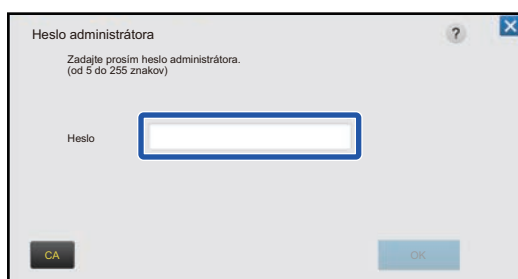 Heslo administrátora
?
Zadajte prosím heslo administrátora.
(od 5 do 255 znakov)
Heslo
CA
OK